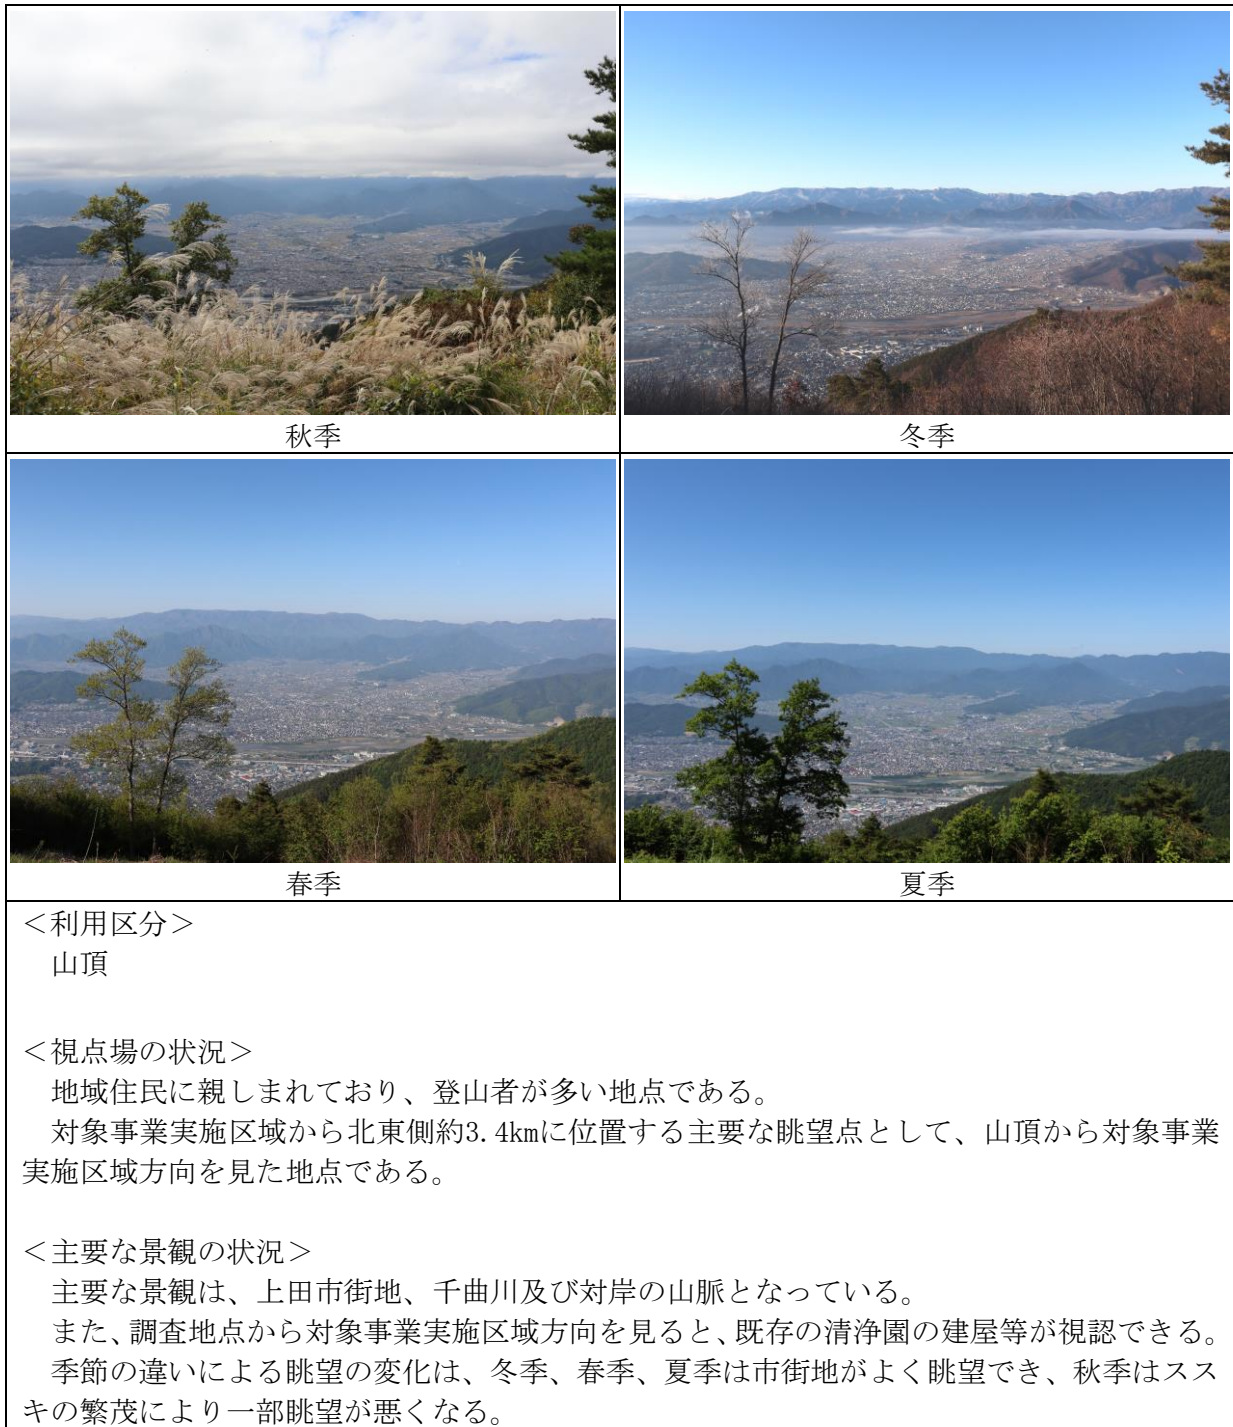 秋季
冬季
春季
夏季
＜利用区分＞
山頂
＜視点場の状況＞
地域住民に親しまれており、登山者が多い地点である。
対象事業実施区域から北東側約3.4kmに位置する主要な眺望点として、山頂から対象事業
実施区域方向を見た地点である。
＜主要な景観の状況＞
主要な景観は、上田市街地、千曲川及び対岸の山脈となっている。
また、調査地点から対象事業実施区域方向を見ると、既存の清浄園の建屋等が視認できる。
季節の違いによる眺望の変化は、冬季、春季、夏季は市街地がよく眺望でき、秋季はスス
キの繁茂により一部眺望が悪くなる。